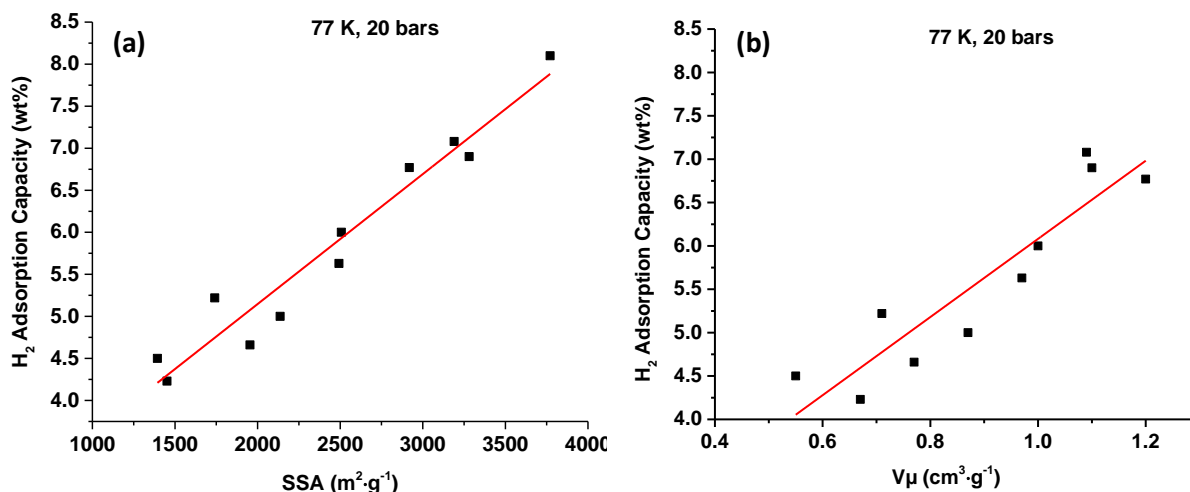 (a)
77 K, 20 bars
H₂ Adsorption Capacity (wt%)
8.5
8.0
7.5
7.0
6.5
6.0
5.5
5.0
4.5
4.0
1000 1500 2000 2500 3000 3500 4000
SSA (m²·g⁻¹)
(b)
77 K, 20 bars
H₂ Adsorption Capacity (wt%)
8.5
8.0
7.5
7.0
6.5
6.0
5.5
5.0
4.5
4.0
0.4 0.6 0.8 1.0 1.2
Vµ (cm³·g⁻¹)